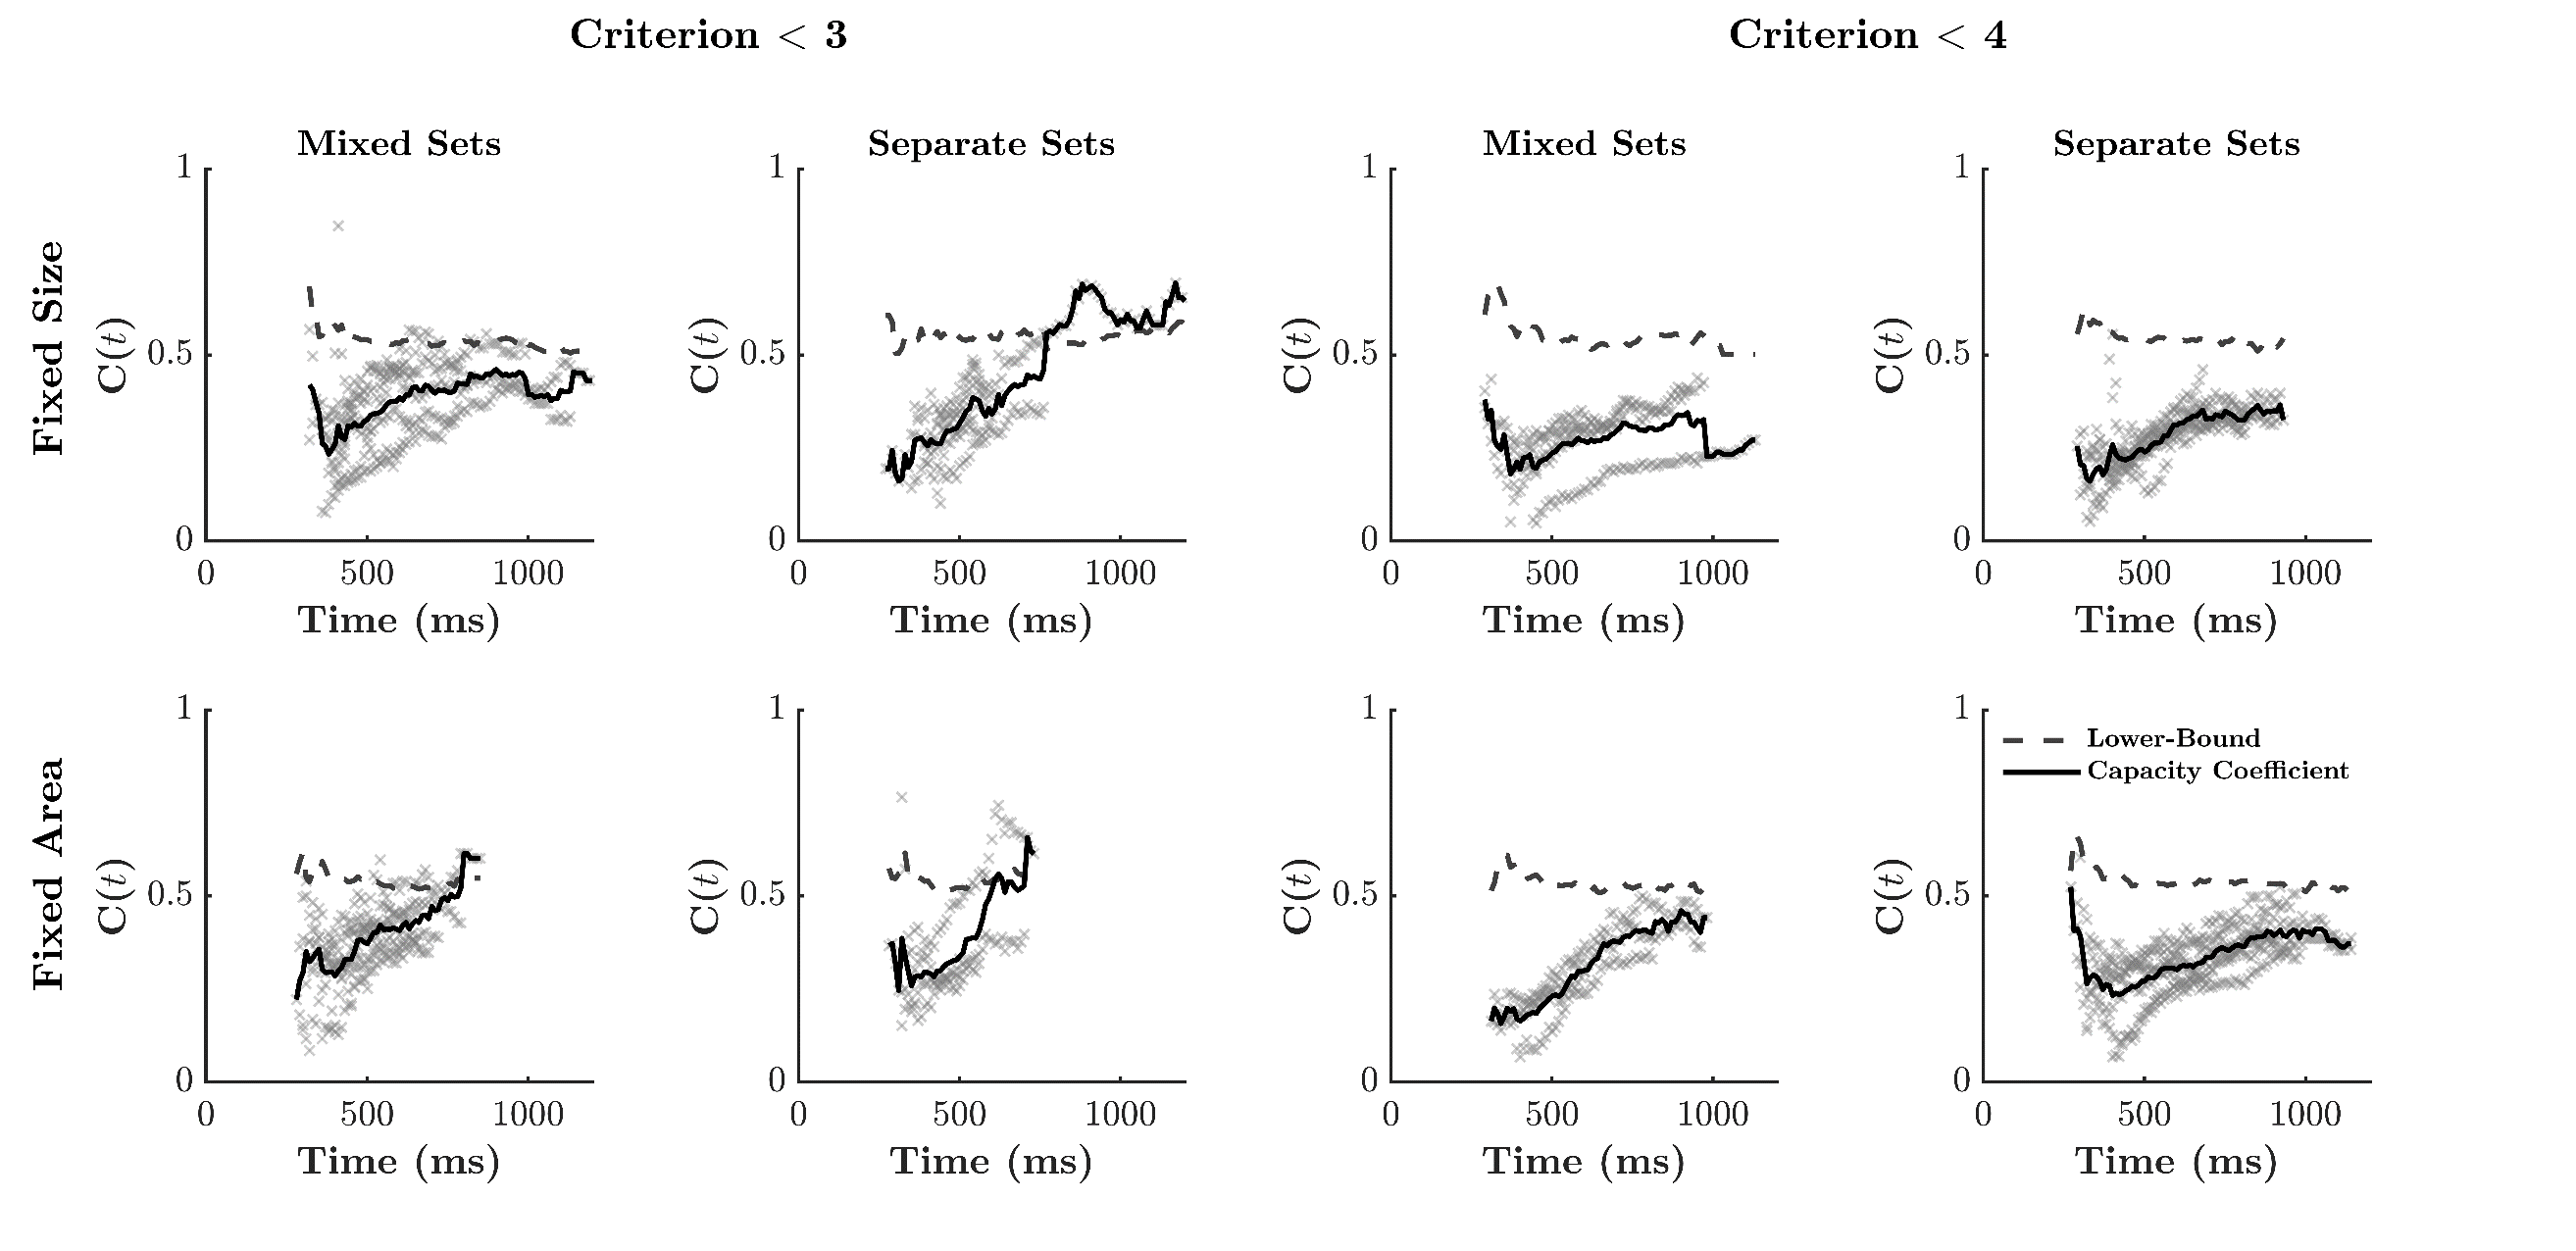 Criterion < 3
Criterion < 4
Mixed Sets
Separate Sets
Mixed Sets
Separate Sets
Fixed Size
C(t)
1
0.5
0
0 500 1000
Time (ms)
C(t)
1
0.5
0
0 500 1000
Time (ms)
C(t)
1
0.5
0
0 500 1000
Time (ms)
C(t)
1
0.5
0
0 500 1000
Time (ms)
Fixed Area
C(t)
1
0.5
0
0 500 1000
Time (ms)
C(t)
1
0.5
0
0 500 1000
Time (ms)
C(t)
1
0.5
0
0 500 1000
Time (ms)
C(t)
1
0.5
0
Lower-Bound
Capacity Coefficient
0 500 1000
Time (ms)